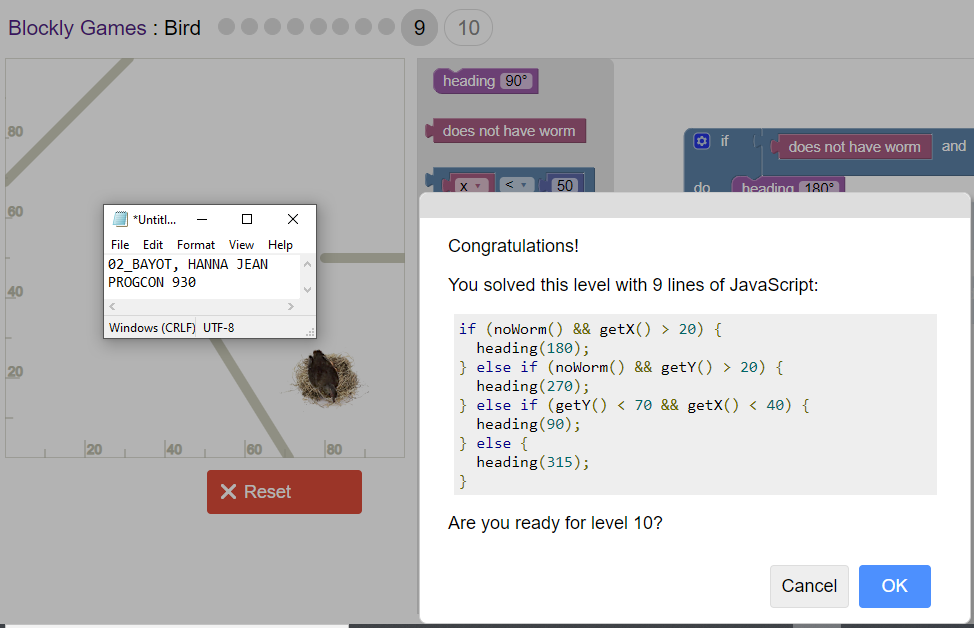 Blockly Games : Bird 9 10
80
60
40
20
20 40 60 80
heading 90°
does not have worm
x ▾ < ▾ 50
if does not have worm and
do heading 180°
*Untitl...
File Edit Format View Help
02_BAYOT, HANNA JEAN
PROGCON 930
Windows (CRLF) UTF-8
Reset
Congratulations!
You solved this level with 9 lines of JavaScript:
if (noWorm() && getX() > 20) {
  heading(180);
} else if (noWorm() && getY() > 20) {
  heading(270);
} else if (getY() < 70 && getX() < 40) {
  heading(90);
} else {
  heading(315);
}
Are you ready for level 10?
Cancel OK